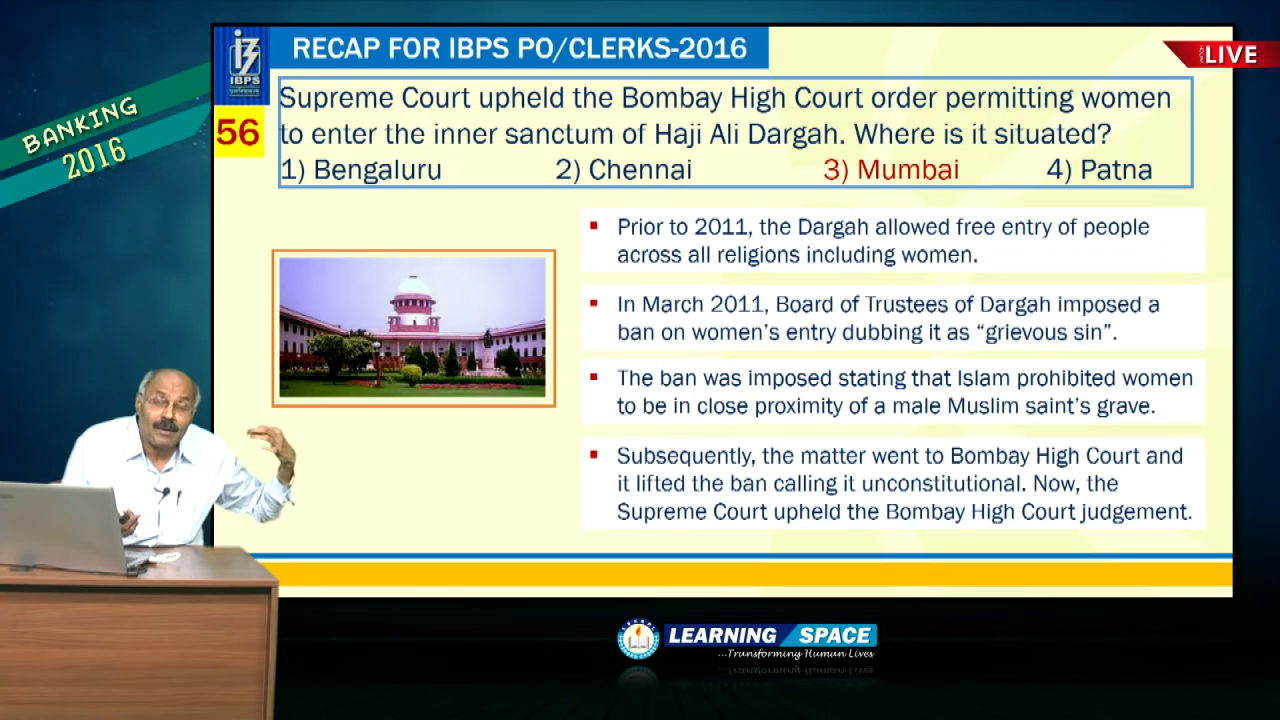 RECAP FOR IBPS PO/CLERKS-2016
IBPS
LIVE
BANKING
2016
56
Supreme Court upheld the Bombay High Court order permitting women
to enter the inner sanctum of Haji Ali Dargah. Where is it situated?
1) Bengaluru 2) Chennai 3) Mumbai 4) Patna
Prior to 2011, the Dargah allowed free entry of people
across all religions including women.
In March 2011, Board of Trustees of Dargah imposed a
ban on women's entry dubbing it as “grievous sin”.
The ban was imposed stating that Islam prohibited women
to be in close proximity of a male Muslim saint's grave.
Subsequently, the matter went to Bombay High Court and
it lifted the ban calling it unconstitutional. Now, the
Supreme Court upheld the Bombay High Court judgement.
LEARNING SPACE
...Transforming Human Lives